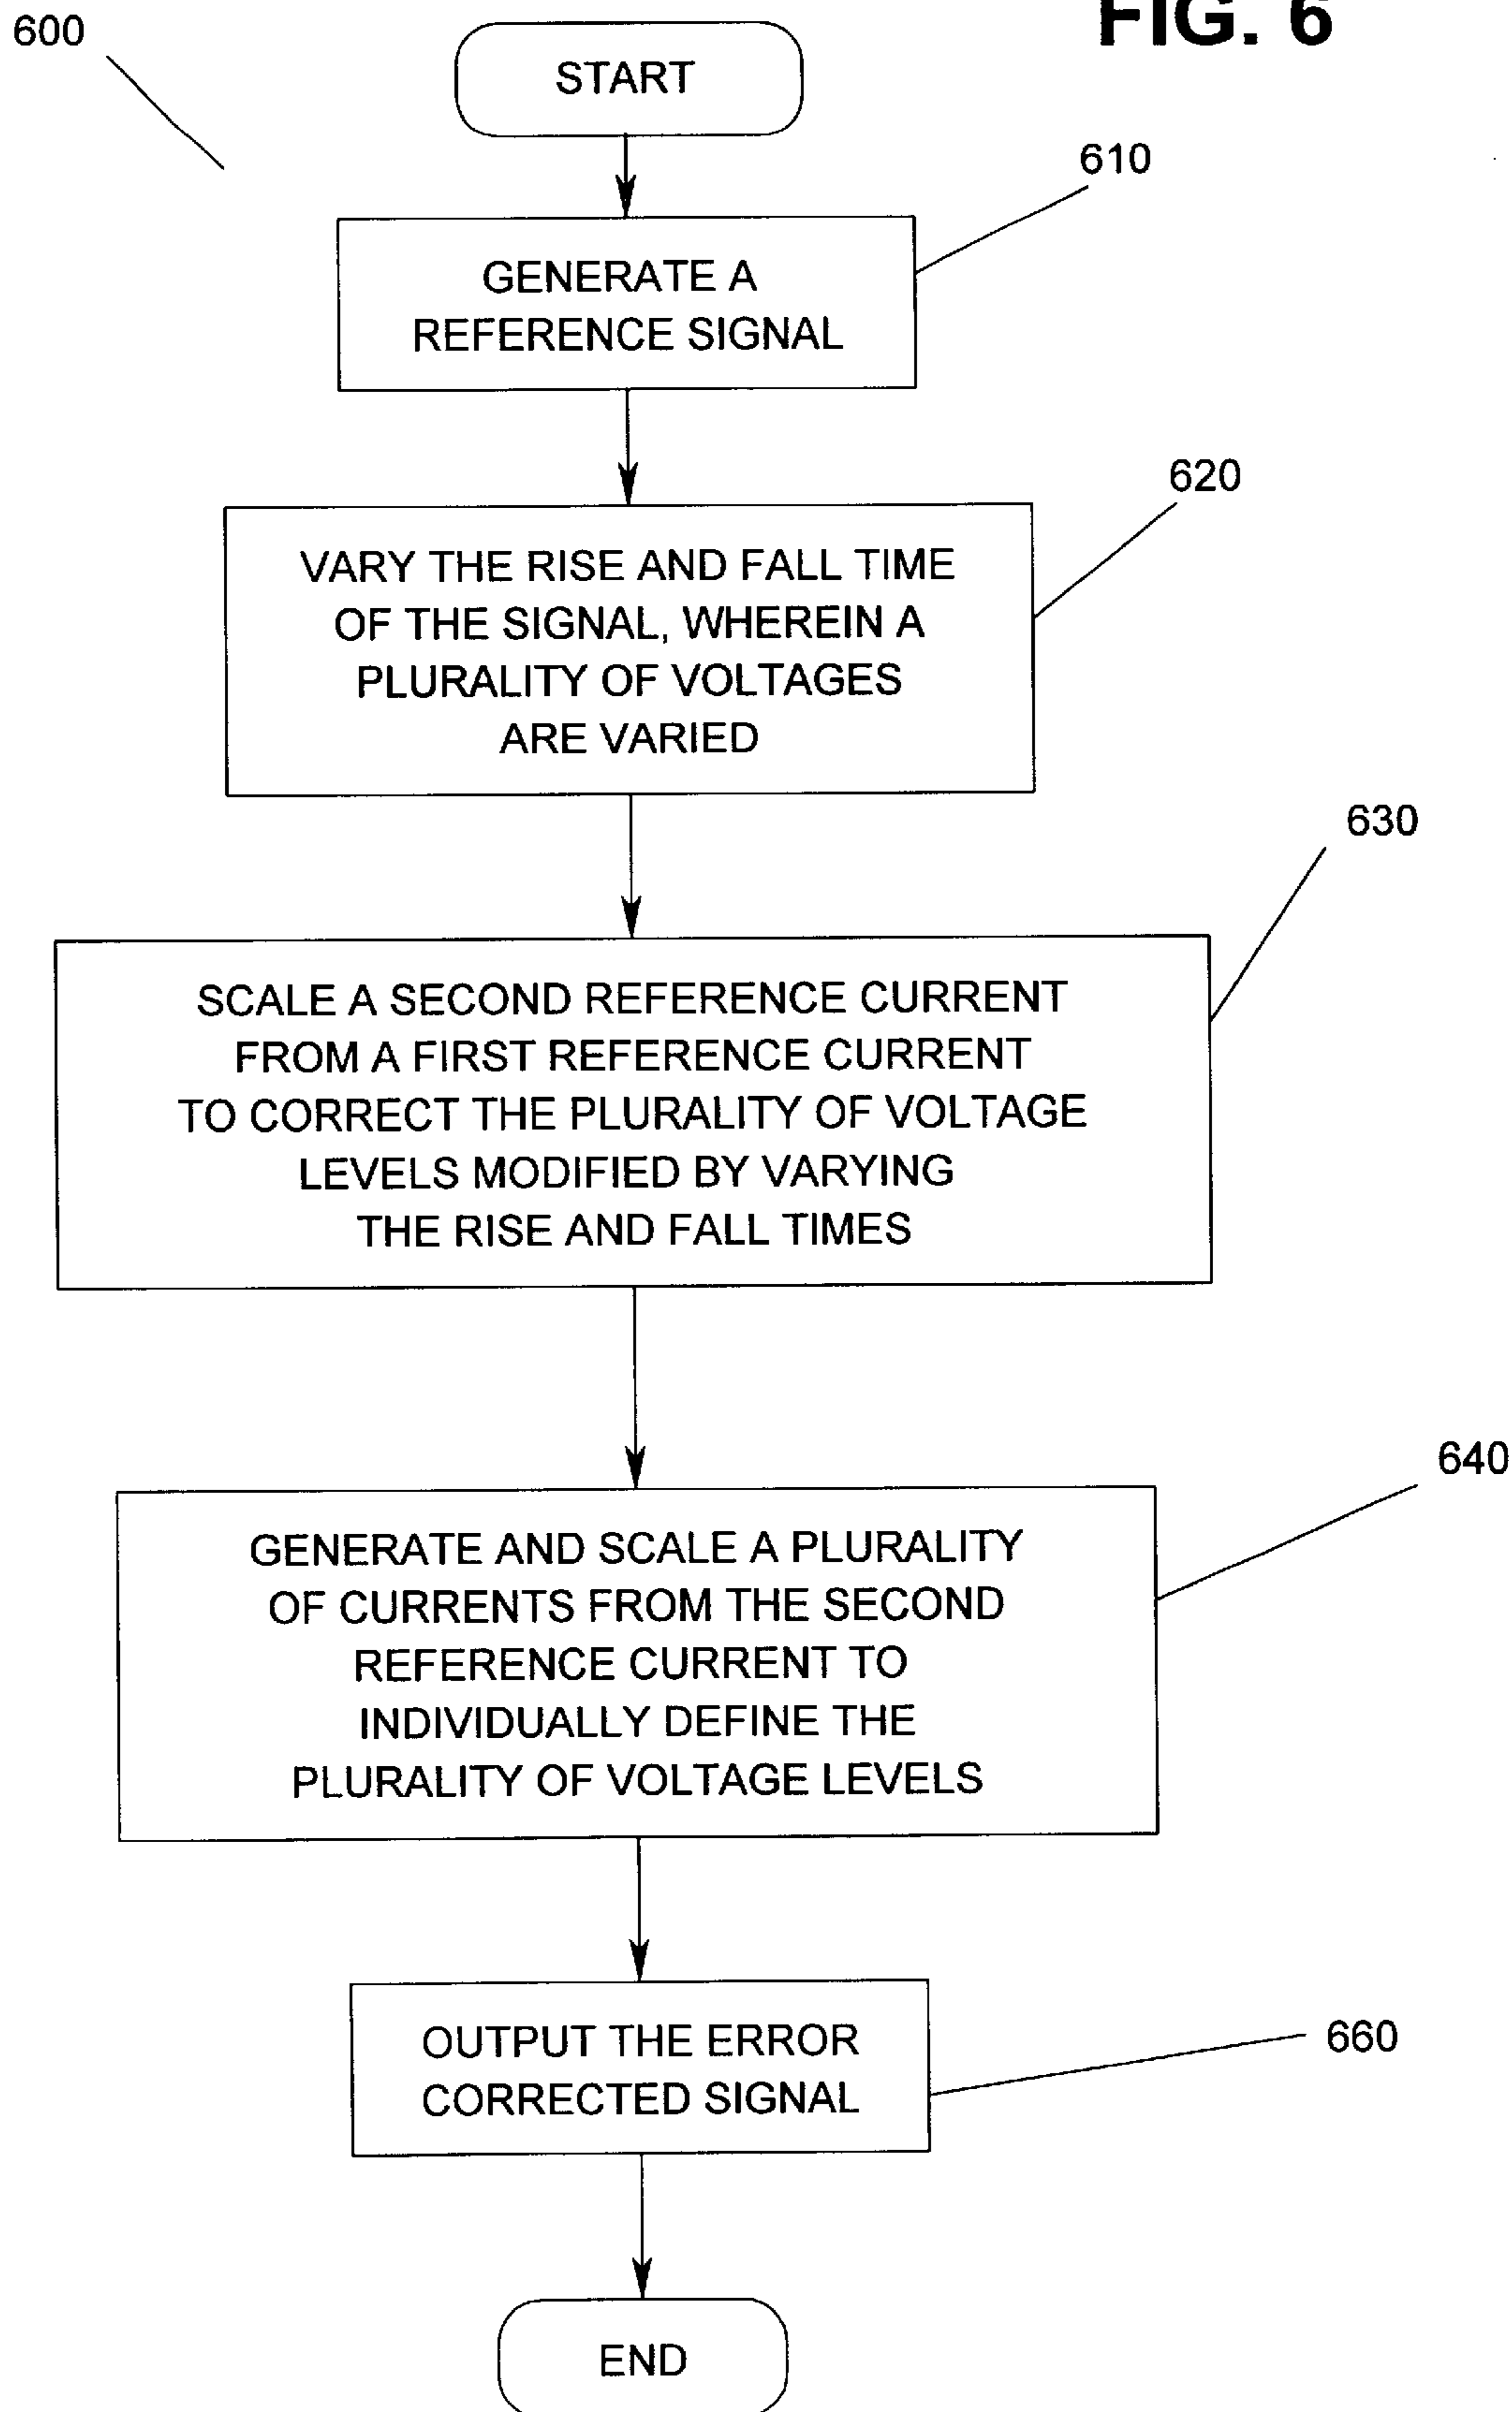 600
FIG. 6
START
610
GENERATE A
REFERENCE SIGNAL
620
VARY THE RISE AND FALL TIME
OF THE SIGNAL, WHEREIN A
PLURALITY OF VOLTAGES
ARE VARIED
630
SCALE A SECOND REFERENCE CURRENT
FROM A FIRST REFERENCE CURRENT
TO CORRECT THE PLURALITY OF VOLTAGE
LEVELS MODIFIED BY VARYING
THE RISE AND FALL TIMES
640
GENERATE AND SCALE A PLURALITY
OF CURRENTS FROM THE SECOND
REFERENCE CURRENT TO
INDIVIDUALLY DEFINE THE
PLURALITY OF VOLTAGE LEVELS
OUTPUT THE ERROR
CORRECTED SIGNAL
660
END